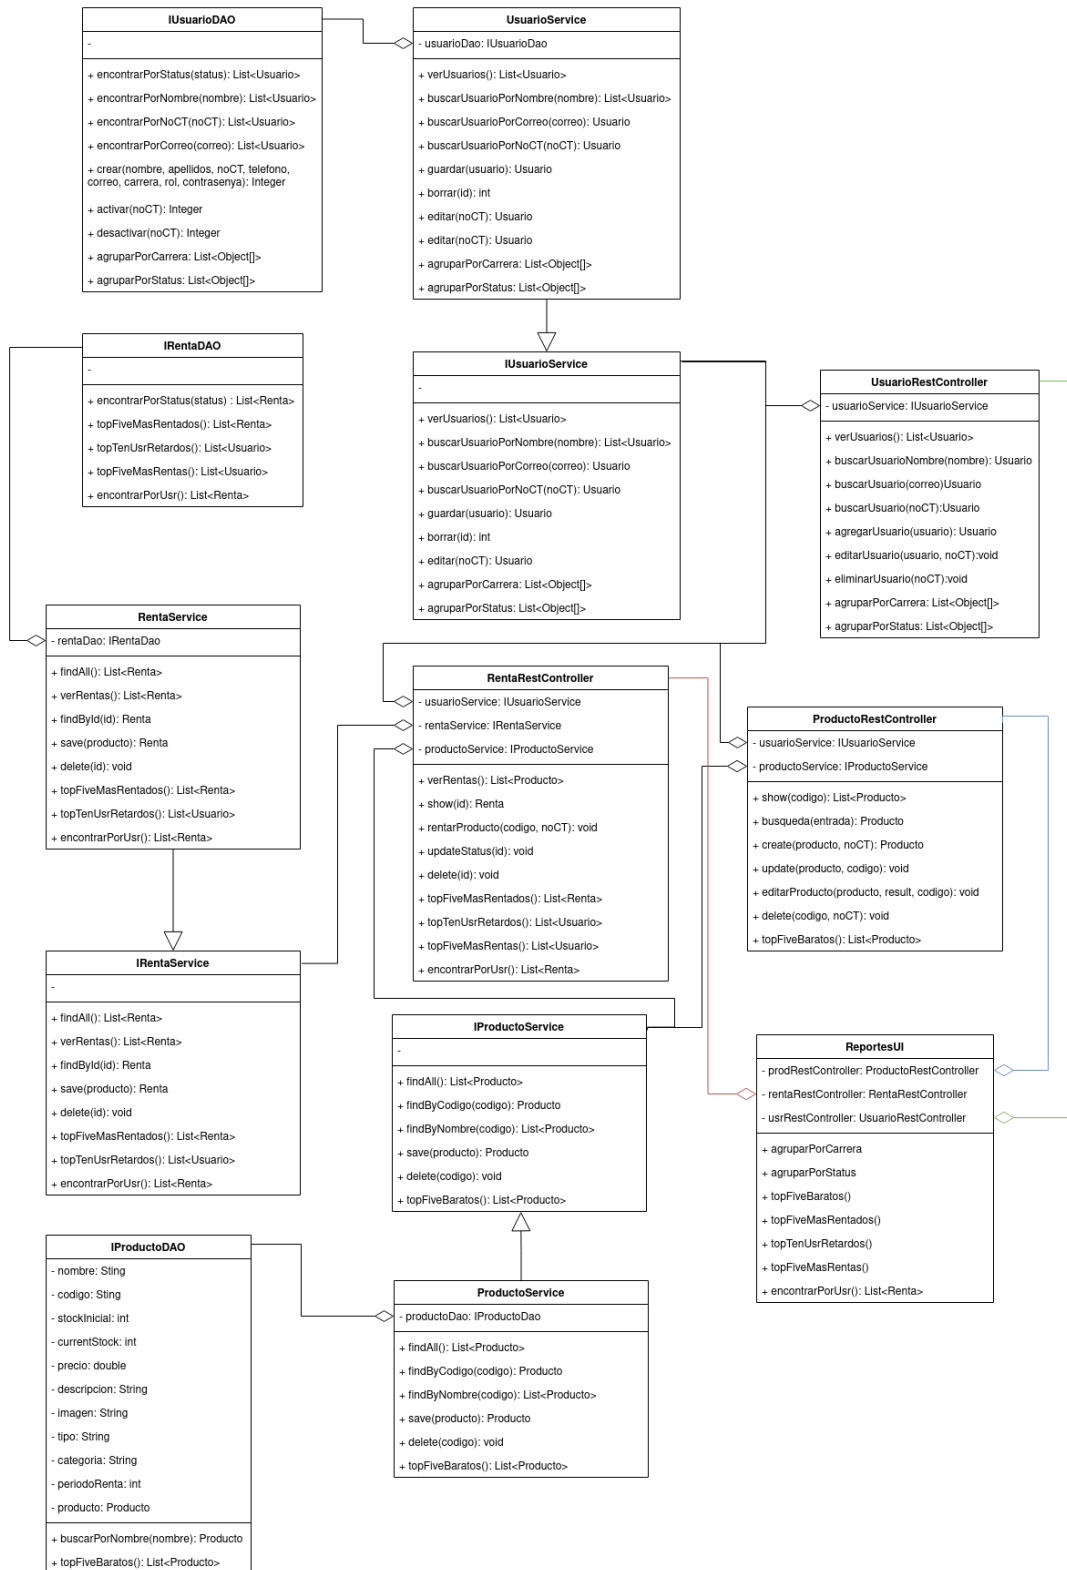 IUsuarioDAO
-
+ encontrarPorStatus(status): List<Usuario>
+ encontrarPorNombre(nombre): List<Usuario>
+ encontrarPorNoCT(noCT): List<Usuario>
+ encontrarPorCorreo(correo): List<Usuario>
+ crear(nombre, apellidos, noCT, telefono,
correo, carrera, rol, contrasenya): Integer
+ activar(noCT): Integer
+ desactivar(noCT): Integer
+ agruparPorCarrera: List<Object[]>
+ agruparPorStatus: List<Object[]>
UsuarioService
- usuarioDao: IUsuarioDao
+ verUsuarios(): List<Usuario>
+ buscarUsuarioPorNombre(nombre): List<Usuario>
+ buscarUsuarioPorCorreo(correo): Usuario
+ buscarUsuarioPorNoCT(noCT): Usuario
+ guardar(usuario): Usuario
+ borrar(id): int
+ editar(noCT): Usuario
+ editar(noCT): Usuario
+ agruparPorCarrera: List<Object[]>
+ agruparPorStatus: List<Object[]>
IRentaDAO
-
+ encontrarPorStatus(status) : List<Renta>
+ topFiveMasRentados(): List<Renta>
+ topTenUsrRetardos(): List<Usuario>
+ topFiveMasRentas(): List<Usuario>
+ encontrarPorUsr(): List<Renta>
IUsuarioService
-
+ verUsuarios(): List<Usuario>
+ buscarUsuarioPorNombre(nombre): List<Usuario>
+ buscarUsuarioPorCorreo(correo): Usuario
+ buscarUsuarioPorNoCT(noCT): Usuario
+ guardar(usuario): Usuario
+ borrar(id): int
+ editar(noCT): Usuario
+ agruparPorCarrera: List<Object[]>
+ agruparPorStatus: List<Object[]>
UsuarioRestController
- usuarioService: IUsuarioService
+ verUsuarios(): List<Usuario>
+ buscarUsuarioNombre(nombre): Usuario
+ buscarUsuario(correo)Usuario
+ buscarUsuario(noCT):Usuario
+ agregarUsuario(usuario): Usuario
+ editarUsuario(usuario, noCT):void
+ eliminarUsuario(noCT):void
+ agruparPorCarrera: List<Object[]>
+ agruparPorStatus: List<Object[]>
RentaService
- rentaDao: IRentaDao
+ findAll(): List<Renta>
+ verRentas(): List<Renta>
+ findById(id): Renta
+ save(producto): Renta
+ delete(id): void
+ topFiveMasRentados(): List<Renta>
+ topTenUsrRetardos(): List<Usuario>
+ encontrarPorUsr(): List<Renta>
RentaRestController
- usuarioService: IUsuarioService
- rentaService: IRentaService
- productoService: IProductoService
+ verRentas(): List<Producto>
+ show(id): Renta
+ rentarProducto(codigo, noCT): void
+ updateStatus(id): void
+ delete(id): void
+ topFiveMasRentados(): List<Renta>
+ topTenUsrRetardos(): List<Usuario>
+ topFiveMasRentas(): List<Usuario>
+ encontrarPorUsr(): List<Renta>
ProductoRestController
- usuarioService: IUsuarioService
- productoService: IProductoService
+ show(codigo): List<Producto>
+ busqueda(entrada): Producto
+ create(producto, noCT): Producto
+ update(producto, codigo): void
+ editarProducto(producto, result, codigo): void
+ delete(codigo, noCT): void
+ topFiveBaratos(): List<Producto>
IRentaService
-
+ findAll(): List<Renta>
+ verRentas(): List<Renta>
+ findById(id): Renta
+ save(producto): Renta
+ delete(id): void
+ topFiveMasRentados(): List<Renta>
+ topTenUsrRetardos(): List<Usuario>
+ encontrarPorUsr(): List<Renta>
IProductoService
-
+ findAll(): List<Producto>
+ findByCodigo(codigo): Producto
+ findByNombre(codigo): List<Producto>
+ save(producto): Producto
+ delete(codigo): void
+ topFiveBaratos(): List<Producto>
ReportesUI
- prodRestController: ProductoRestController
- rentaRestController: RentaRestController
- usrRestController: UsuarioRestController
+ agruparPorCarrera
+ agruparPorStatus
+ topFiveBaratos()
+ topFiveMasRentados()
+ topTenUsrRetardos()
+ topFiveMasRentas()
+ encontrarPorUsr(): List<Renta>
IProductoDAO
- nombre: Sting
- codigo: Sting
- stockInicial: int
- currentStock: int
- precio: double
- descripcion: String
- imagen: String
- tipo: String
- categoria: String
- periodoRenta: int
- producto: Producto
+ buscarPorNombre(nombre): Producto
+ topFiveBaratos(): List<Producto>
ProductoService
- productoDao: IProductoDao
+ findAll(): List<Producto>
+ findByCodigo(codigo): Producto
+ findByNombre(codigo): List<Producto>
+ save(producto): Producto
+ delete(codigo): void
+ topFiveBaratos(): List<Producto>